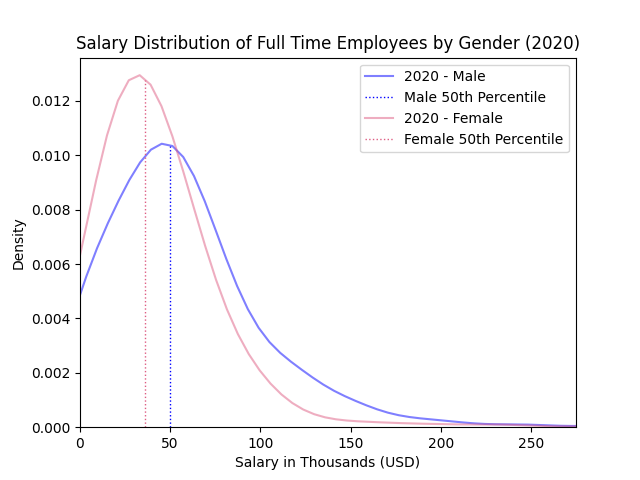 Salary Distribution of Full Time Employees by Gender (2020)
2020 - Male
Male 50th Percentile
2020 - Female
Female 50th Percentile
Density
0.012
0.010
0.008
0.006
0.004
0.002
0.000
0 50 100 150 200 250
Salary in Thousands (USD)